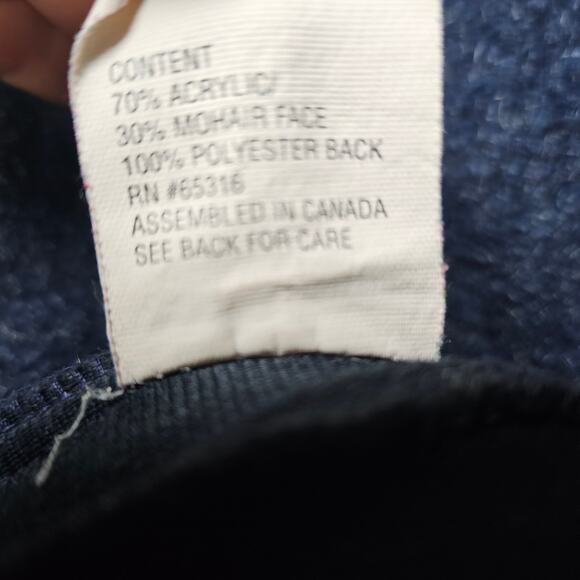 CONTENT
70% ACRYLIC/
30% MOHAIR FACE
100% POLYESTER BACK
RN #65316
ASSEMBLED IN CANADA
SEE BACK FOR CARE